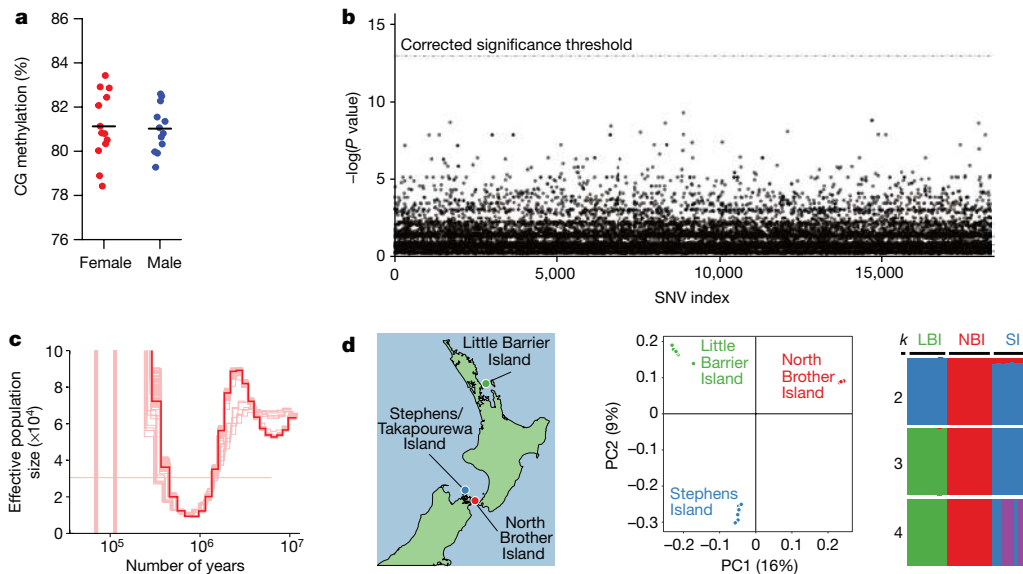 a
86
84
82
80
78
76
CG methylation (%)
Female Male
b
15
10
5
0
–log(P value)
Corrected significance threshold
0 5,000 10,000 15,000
SNV index
c
10
8
6
4
2
0
Effective population
size (×10⁴)
10⁵ 10⁶ 10⁷
Number of years
d
Little Barrier
Island
Stephens/
Takapourewa
Island
North
Brother
Island
0.2
0.1
0
−0.1
−0.2
−0.3
PC2 (9%)
Little
Barrier
Island
North
Brother
Island
Stephens
Island
−0.2 −0.1 0 0.1 0.2
PC1 (16%)
k LBI NBI SI
2
3
4